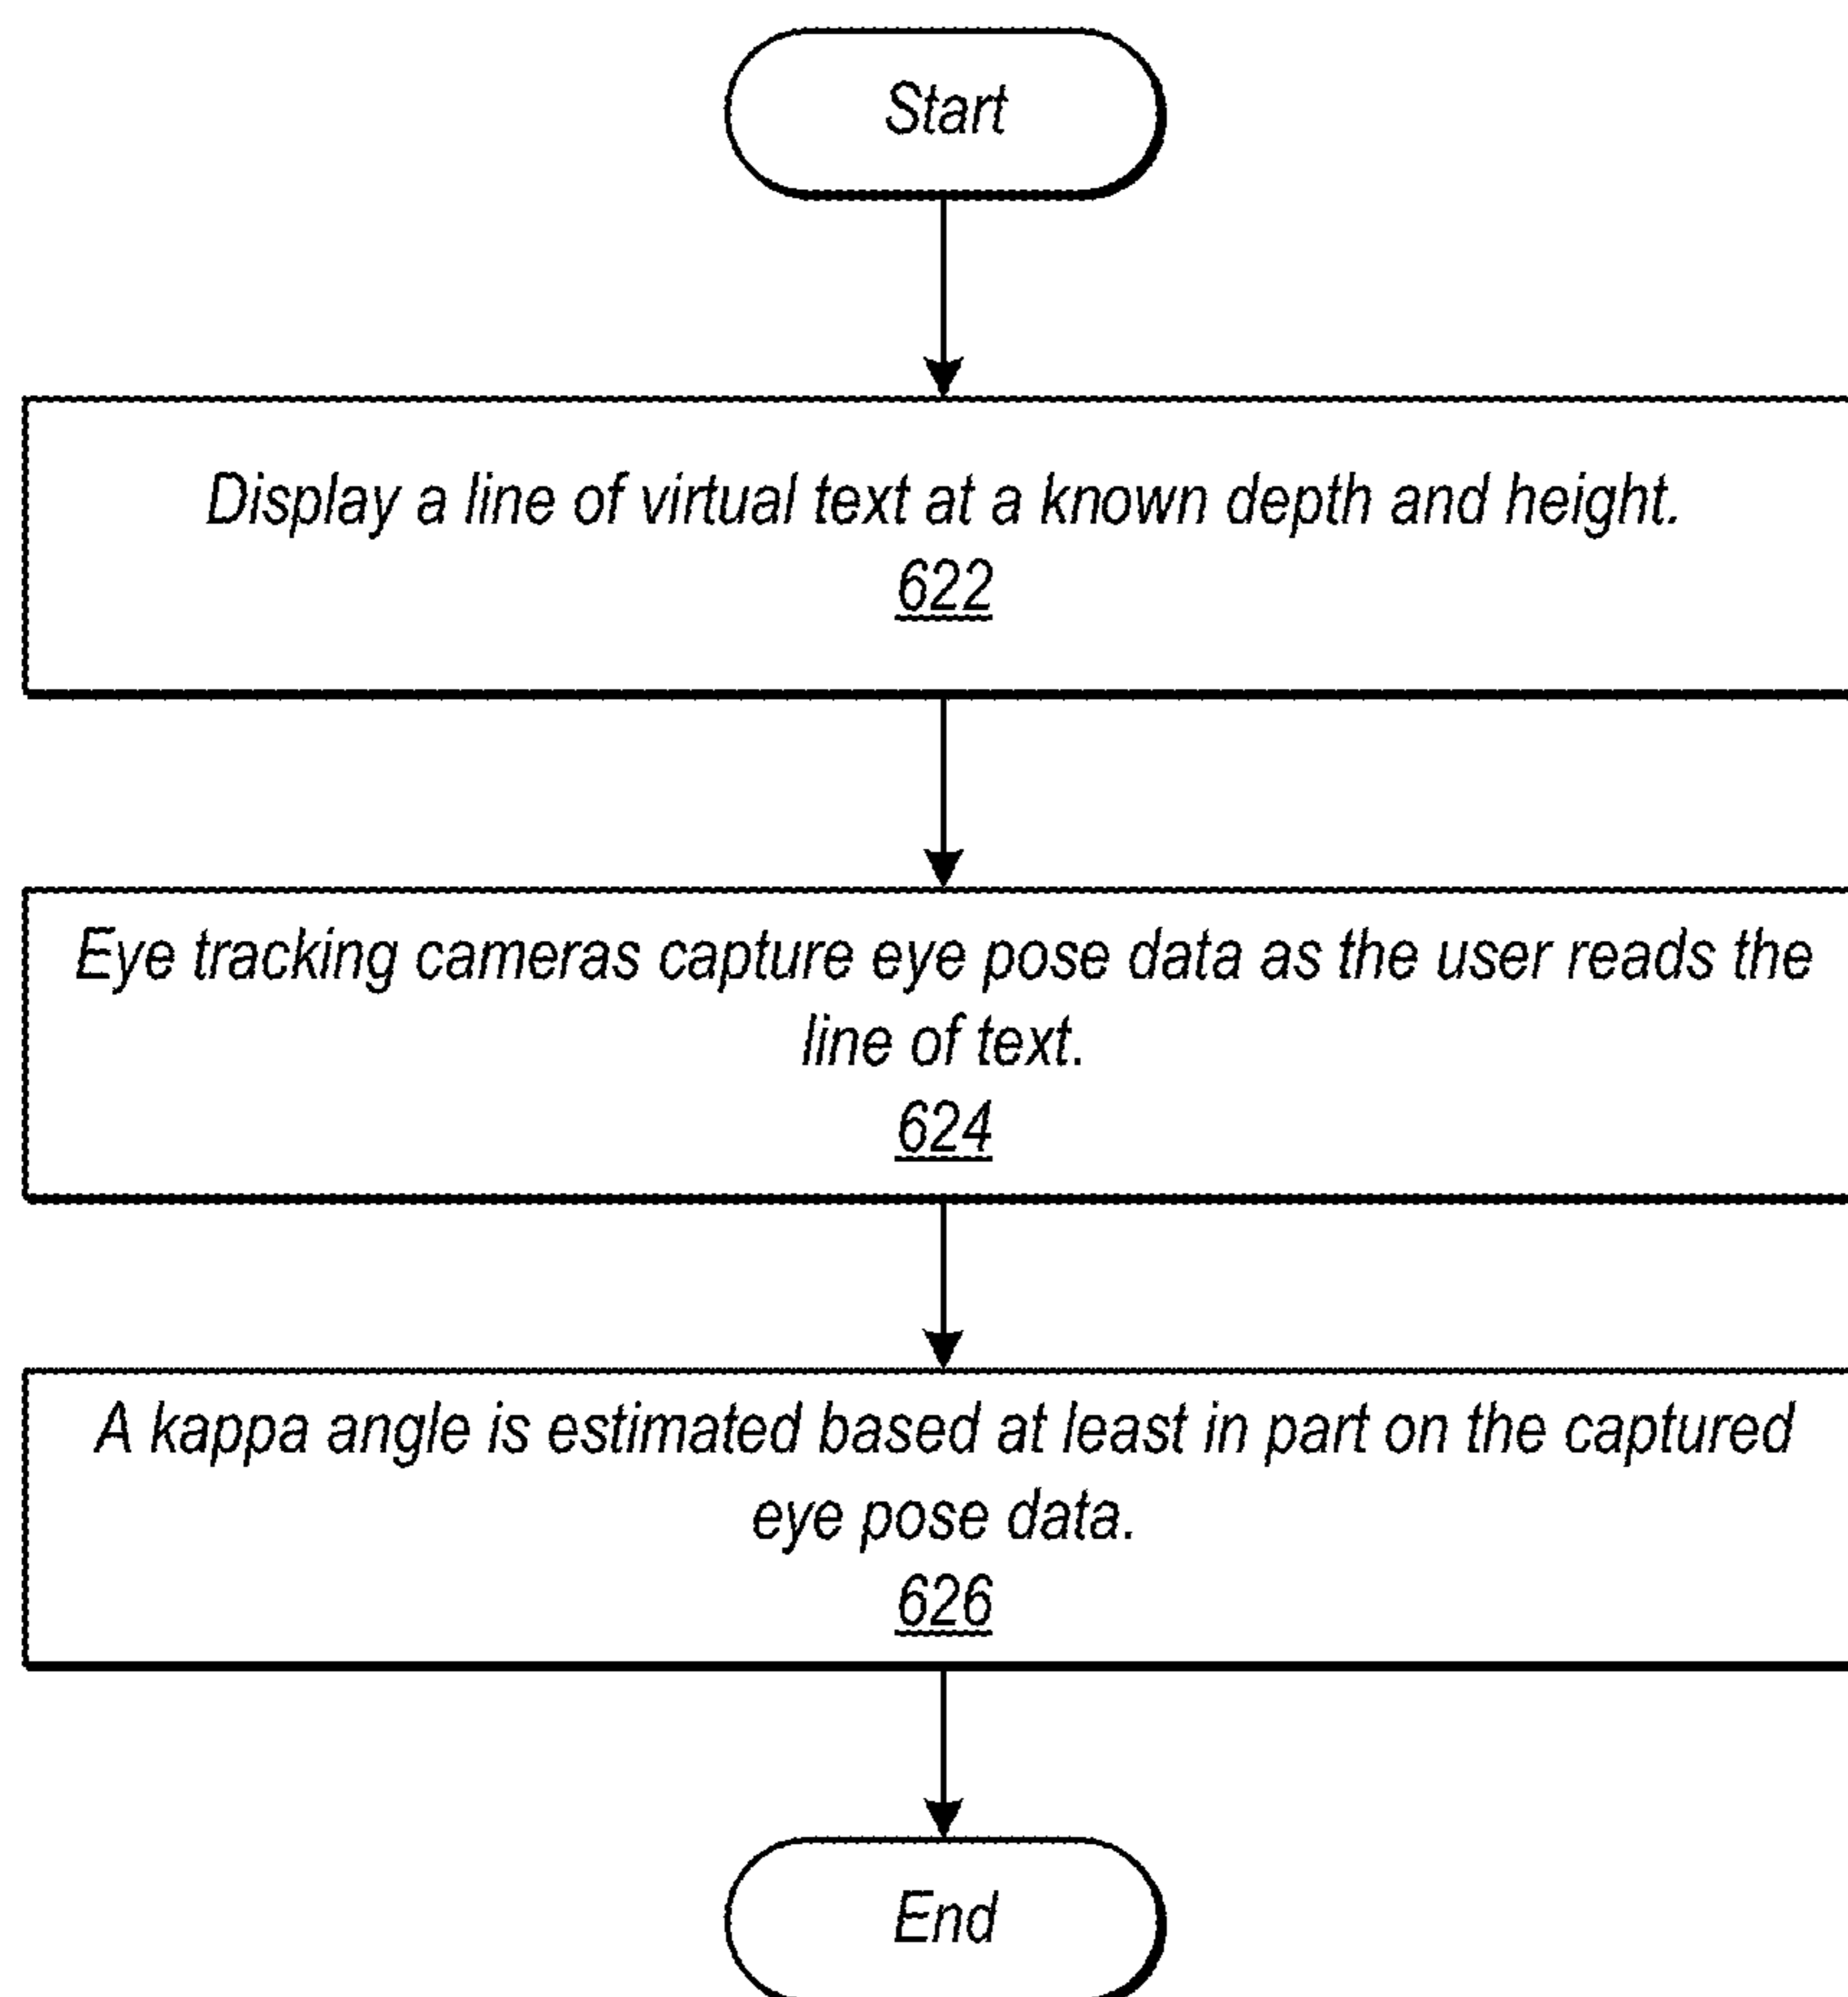 Start
Display a line of virtual text at a known depth and height.
622
Eye tracking cameras capture eye pose data as the user reads the
line of text.
624
A kappa angle is estimated based at least in part on the captured
eye pose data.
626
End